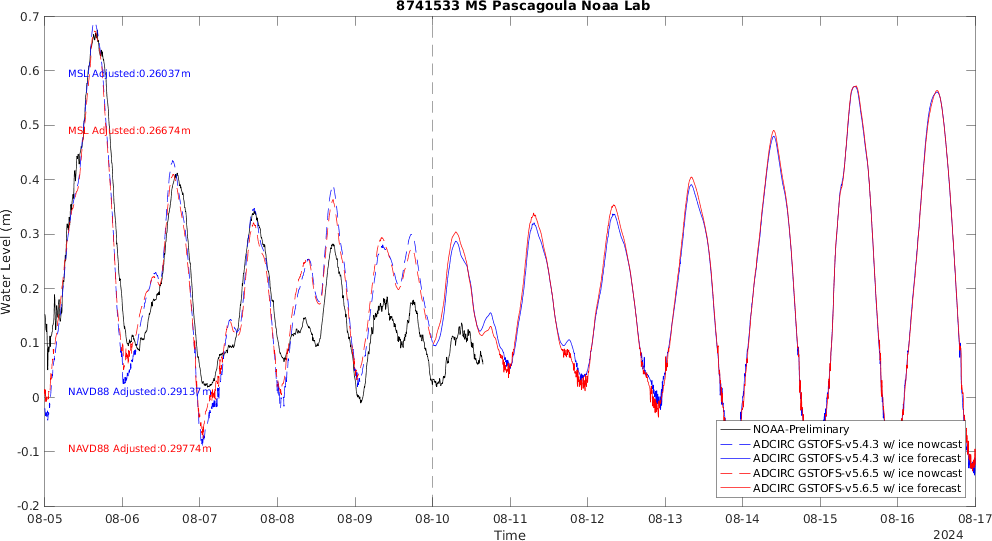 8741533 MS Pascagoula Noaa Lab
Water Level (m)
0.7
0.6
0.5
0.4
0.3
0.2
0.1
0
-0.1
-0.2
MSL Adjusted:0.26037m
MSL Adjusted:0.26674m
NAVD88 Adjusted:0.29137m
NAVD88 Adjusted:0.29774m
NOAA-Preliminary
ADCIRC GSTOFS-v5.4.3 w/ ice nowcast
ADCIRC GSTOFS-v5.4.3 w/ ice forecast
ADCIRC GSTOFS-v5.6.5 w/ ice nowcast
ADCIRC GSTOFS-v5.6.5 w/ ice forecast
08-05 08-06 08-07 08-08 08-09 08-10 08-11 08-12 08-13 08-14 08-15 08-16 08-17
Time
2024